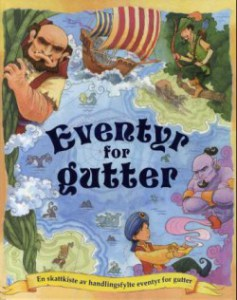 Eventyr
for
gutter
En skattkiste av handlingsfylte eventyr for gutter